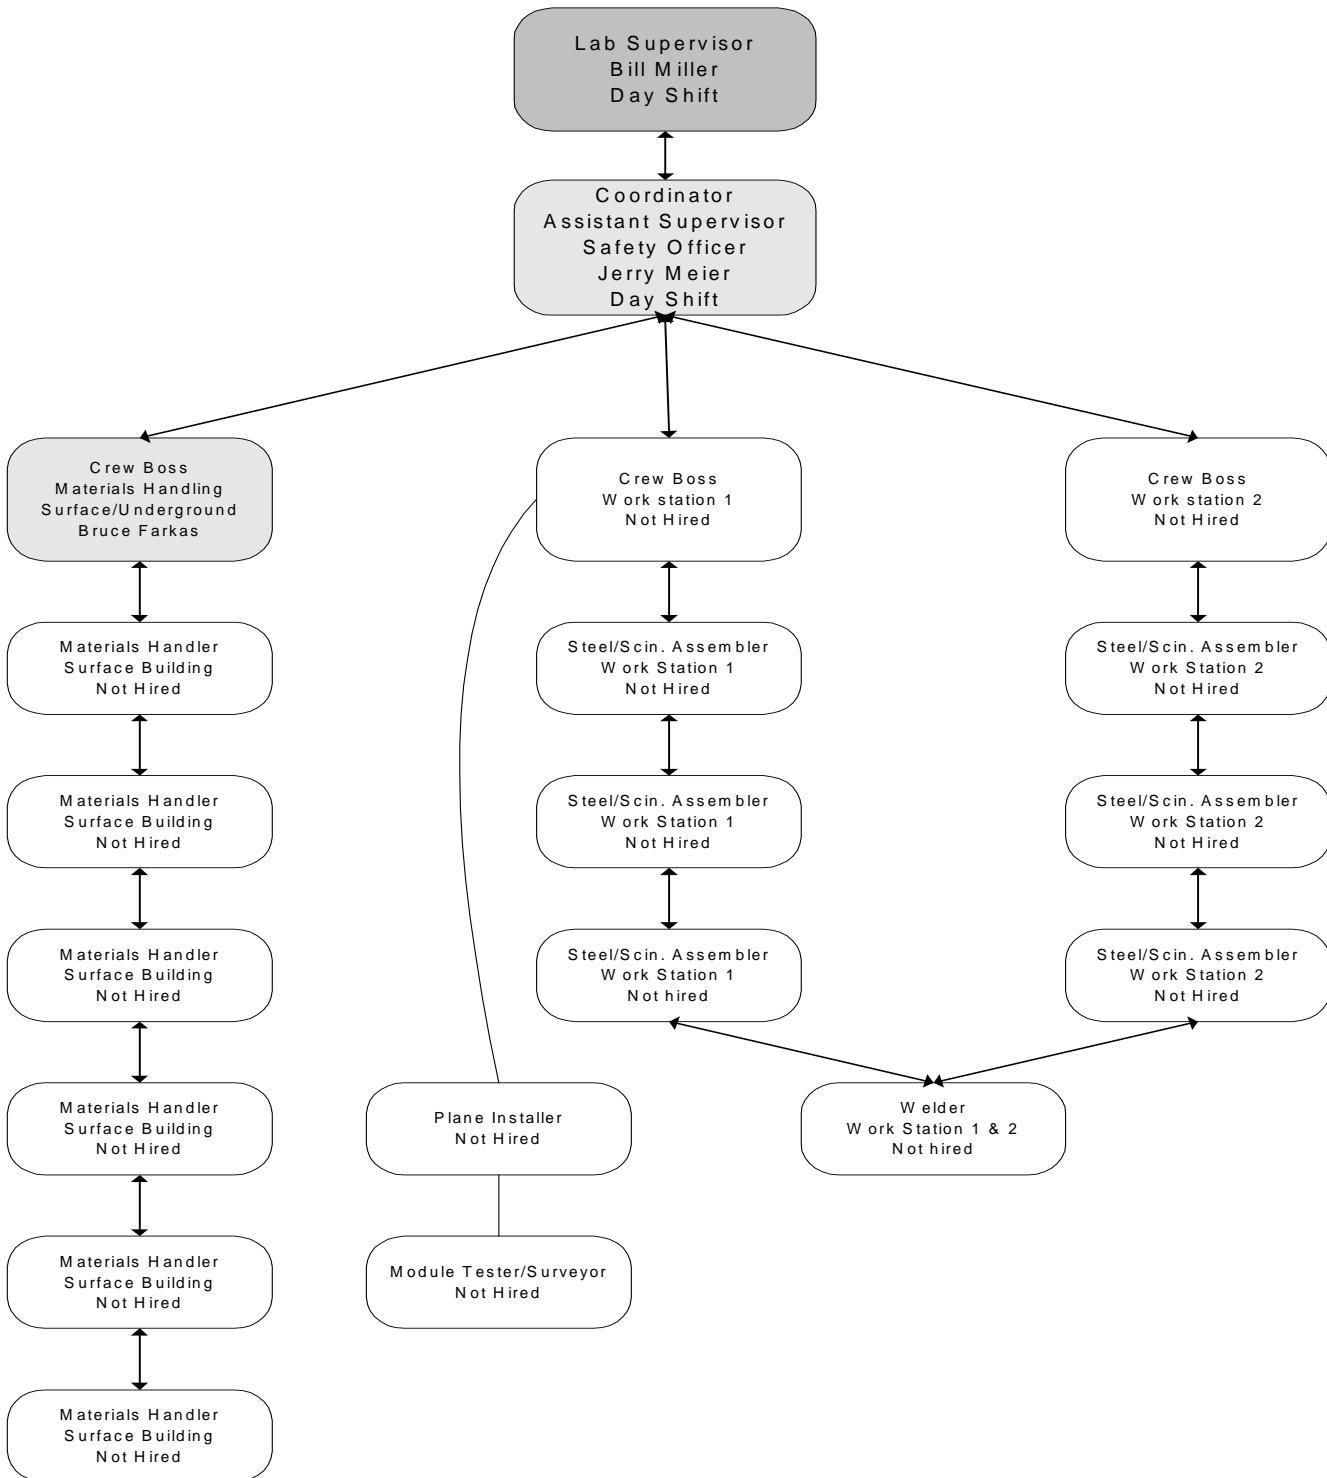 Lab Supervisor
Bill Miller
Day Shift
Coordinator
Assistant Supervisor
Safety Officer
Jerry Meier
Day Shift
Crew Boss
Materials Handling
Surface/Underground
Bruce Farkas
Crew Boss
Work station 1
Not Hired
Crew Boss
Work station 2
Not Hired
Materials Handler
Surface Building
Not Hired
Steel/Scin. Assembler
Work Station 1
Not Hired
Steel/Scin. Assembler
Work Station 2
Not Hired
Materials Handler
Surface Building
Not Hired
Steel/Scin. Assembler
Work Station 1
Not Hired
Steel/Scin. Assembler
Work Station 2
Not Hired
Materials Handler
Surface Building
Not Hired
Steel/Scin. Assembler
Work Station 1
Not hired
Steel/Scin. Assembler
Work Station 2
Not Hired
Materials Handler
Surface Building
Not Hired
Plane Installer
Not Hired
Welder
Work Station 1 & 2
Not hired
Materials Handler
Surface Building
Not Hired
Module Tester/Surveyor
Not Hired
Materials Handler
Surface Building
Not Hired